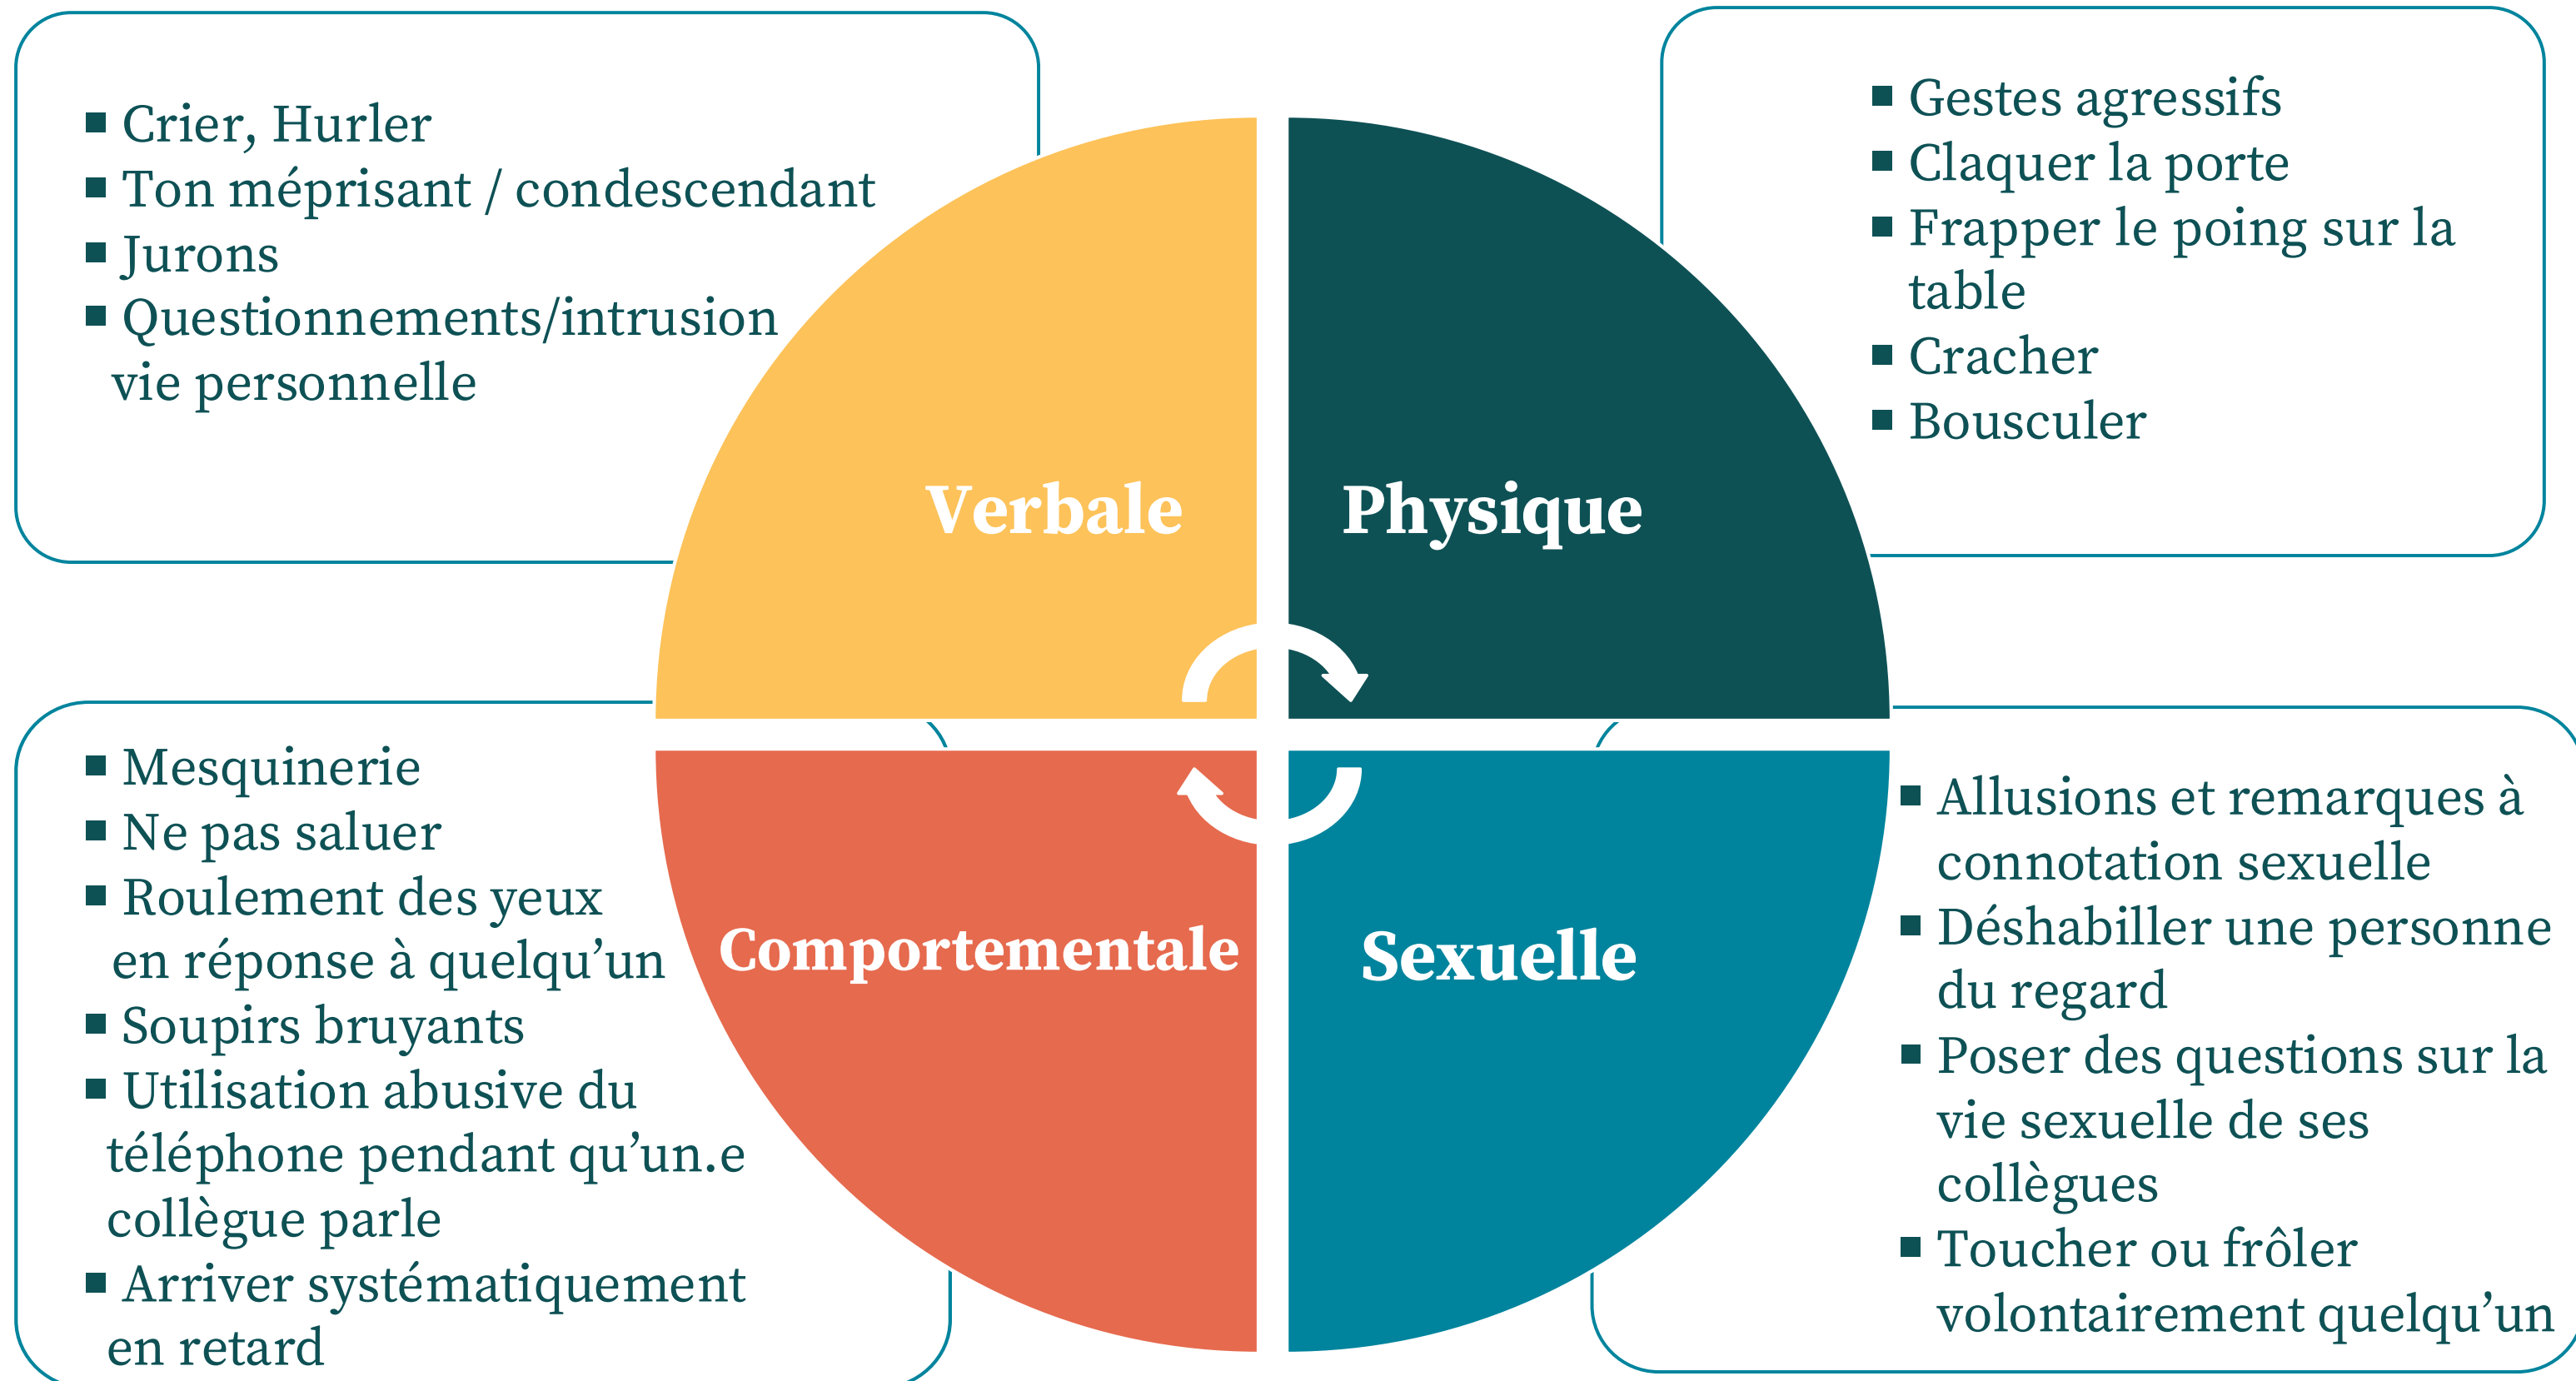 ▪ Crier, Hurler
▪ Ton méprisant / condescendant
▪ Jurons
▪ Questionnements/intrusion
vie personnelle
Verbale
▪ Gestes agressifs
▪ Claquer la porte
▪ Frapper le poing sur la
table
▪ Cracher
▪ Bousculer
Physique
▪ Mesquinerie
▪ Ne pas saluer
▪ Roulement des yeux
en réponse à quelqu’un
▪ Soupirs bruyants
▪ Utilisation abusive du
téléphone pendant qu’un.e
collègue parle
▪ Arriver systématiquement
en retard
Comportementale
▪ Allusions et remarques à
connotation sexuelle
▪ Déshabiller une personne
du regard
▪ Poser des questions sur la
vie sexuelle de ses
collègues
▪ Toucher ou frôler
volontairement quelqu’un
Sexuelle